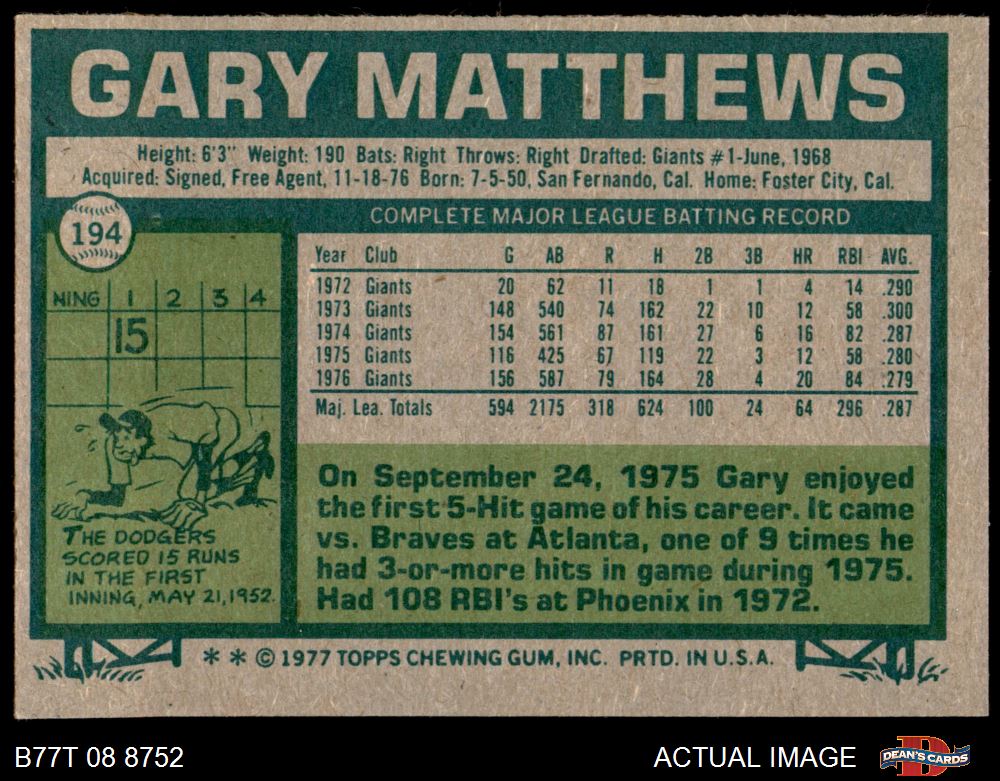 GARY MATTHEWS
Height: 6'3" Weight: 190 Bats: Right Throws: Right Drafted: Giants #1-June, 1968
Acquired: Signed, Free Agent, 11-18-76 Born: 7-5-50, San Fernando, Cal. Home: Foster City, Cal.
194
COMPLETE MAJOR LEAGUE BATTING RECORD
Year Club G AB R H 2B 3B HR RBI AVG.
1972 Giants 20 62 11 18 1 1 4 14 .290
1973 Giants 148 540 74 162 22 10 12 58 .300
1974 Giants 154 561 87 161 27 6 16 82 .287
1975 Giants 116 425 67 119 22 3 12 58 .280
1976 Giants 156 587 79 164 28 4 20 84 .279
Maj. Lea. Totals 594 2175 318 624 100 24 64 296 .287
NING 1 2 3 4
15
THE DODGERS
SCORED 15 RUNS
IN THE FIRST
INNING, MAY 21, 1952.
On September 24, 1975 Gary enjoyed
the first 5-Hit game of his career. It came
vs. Braves at Atlanta, one of 9 times he
had 3-or-more hits in game during 1975.
Had 108 RBI's at Phoenix in 1972.
* * © 1977 TOPPS CHEWING GUM, INC. PRTD. IN U.S.A.
B77T 08 8752
ACTUAL IMAGE
DEAN'S CARDS